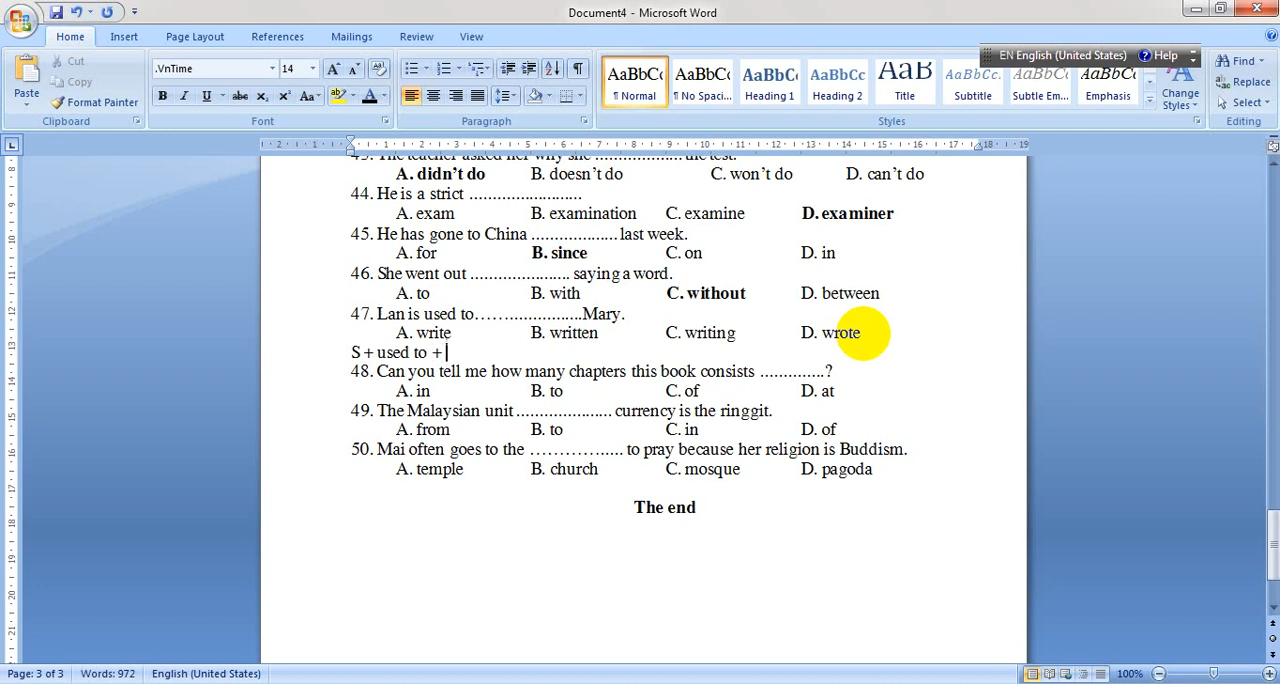 Document4 - Microsoft Word
Home Insert Page Layout References Mailings Review View
EN English (United States) Help
Paste Cut Copy Format Painter
.VnTime 14
AaBbCc AaBbCc AaBbCc AaBbCc AaB AaBbCc. AaBbCc AaBbCc
¶ Normal ¶ No Spaci... Heading 1 Heading 2 Title Subtitle Subtle Em... Emphasis
Change Styles
Find Replace Select
Clipboard Font Paragraph Styles Editing
A. didn’t do B. doesn’t do C. won’t do D. can’t do
44. He is a strict ........................
A. exam B. examination C. examine D. examiner
45. He has gone to China .................. last week.
A. for B. since C. on D. in
46. She went out ...................... saying a word.
A. to B. with C. without D. between
47. Lan is used to……...............Mary.
A. write B. written C. writing D. wrote
S + used to +
48. Can you tell me how many chapters this book consists ..............?
A. in B. to C. of D. at
49. The Malaysian unit ..................... currency is the ringgit.
A. from B. to C. in D. of
50. Mai often goes to the …………..... to pray because her religion is Buddism.
A. temple B. church C. mosque D. pagoda
The end
Page: 3 of 3 Words: 972 English (United States) 100%